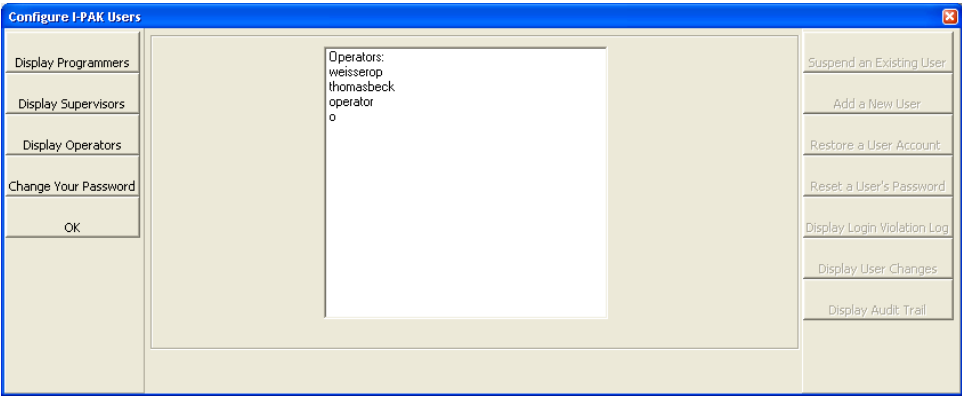 Configure I-PAK Users
Display Programmers
Display Supervisors
Display Operators
Change Your Password
OK
Operators:
weisserop
thomasbeck
operator
o
Suspend an Existing User
Add a New User
Restore a User Account
Reset a User's Password
Display Login Violation Log
Display User Changes
Display Audit Trail